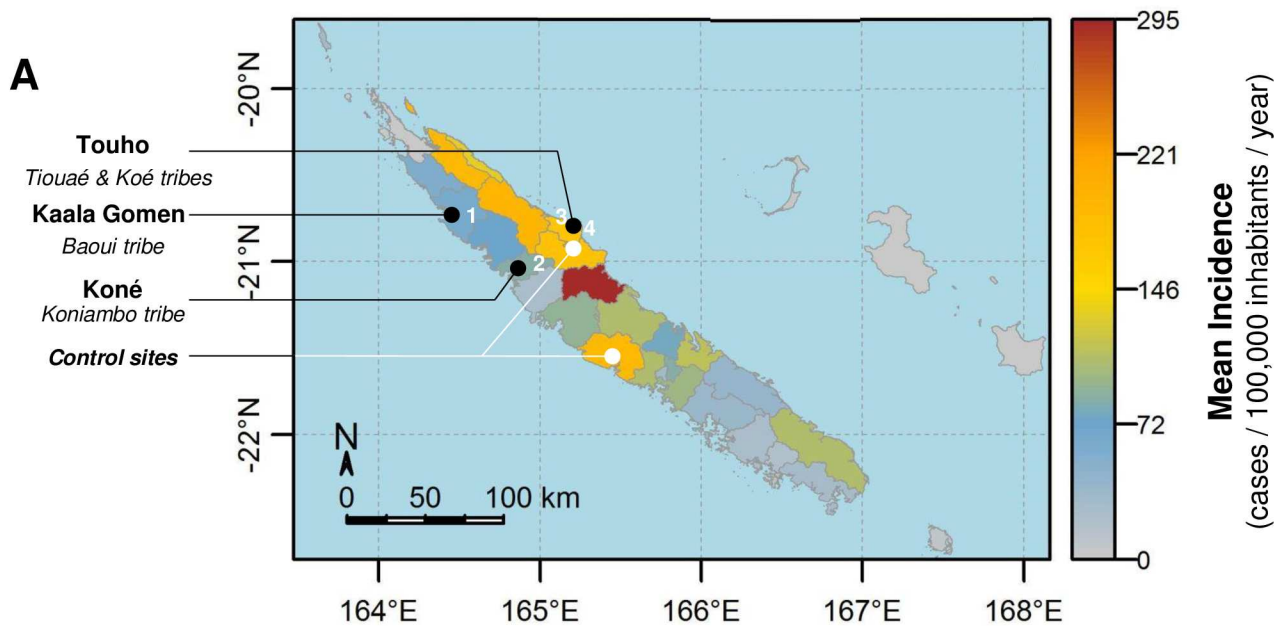 A
Touho
Tiouaé & Koé tribes
Kaala Gomen
Baoui tribe
Koné
Koniambo tribe
Control sites
1
2
3
4
-20°N
-21°N
-22°N
N
0 50 100 km
164°E 165°E 166°E 167°E 168°E
295
221
146
72
0
Mean Incidence
(cases / 100,000 inhabitants / year)